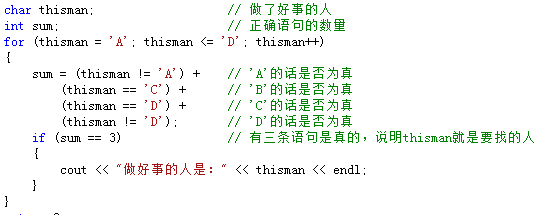 char thisman; // 做了好事的人
int sum; // 正确语句的数量
for (thisman = 'A'; thisman <= 'D'; thisman++)
{
sum = (thisman != 'A') + // 'A'的话是否为真
(thisman == 'C') + // 'B'的话是否为真
(thisman == 'D') + // 'C'的话是否为真
(thisman != 'D'); // 'D'的话是否为真
if (sum == 3) // 有三条语句是真的，说明thisman就是要找的人
{
cout << "做好事的人是：" << thisman << endl;
}
}